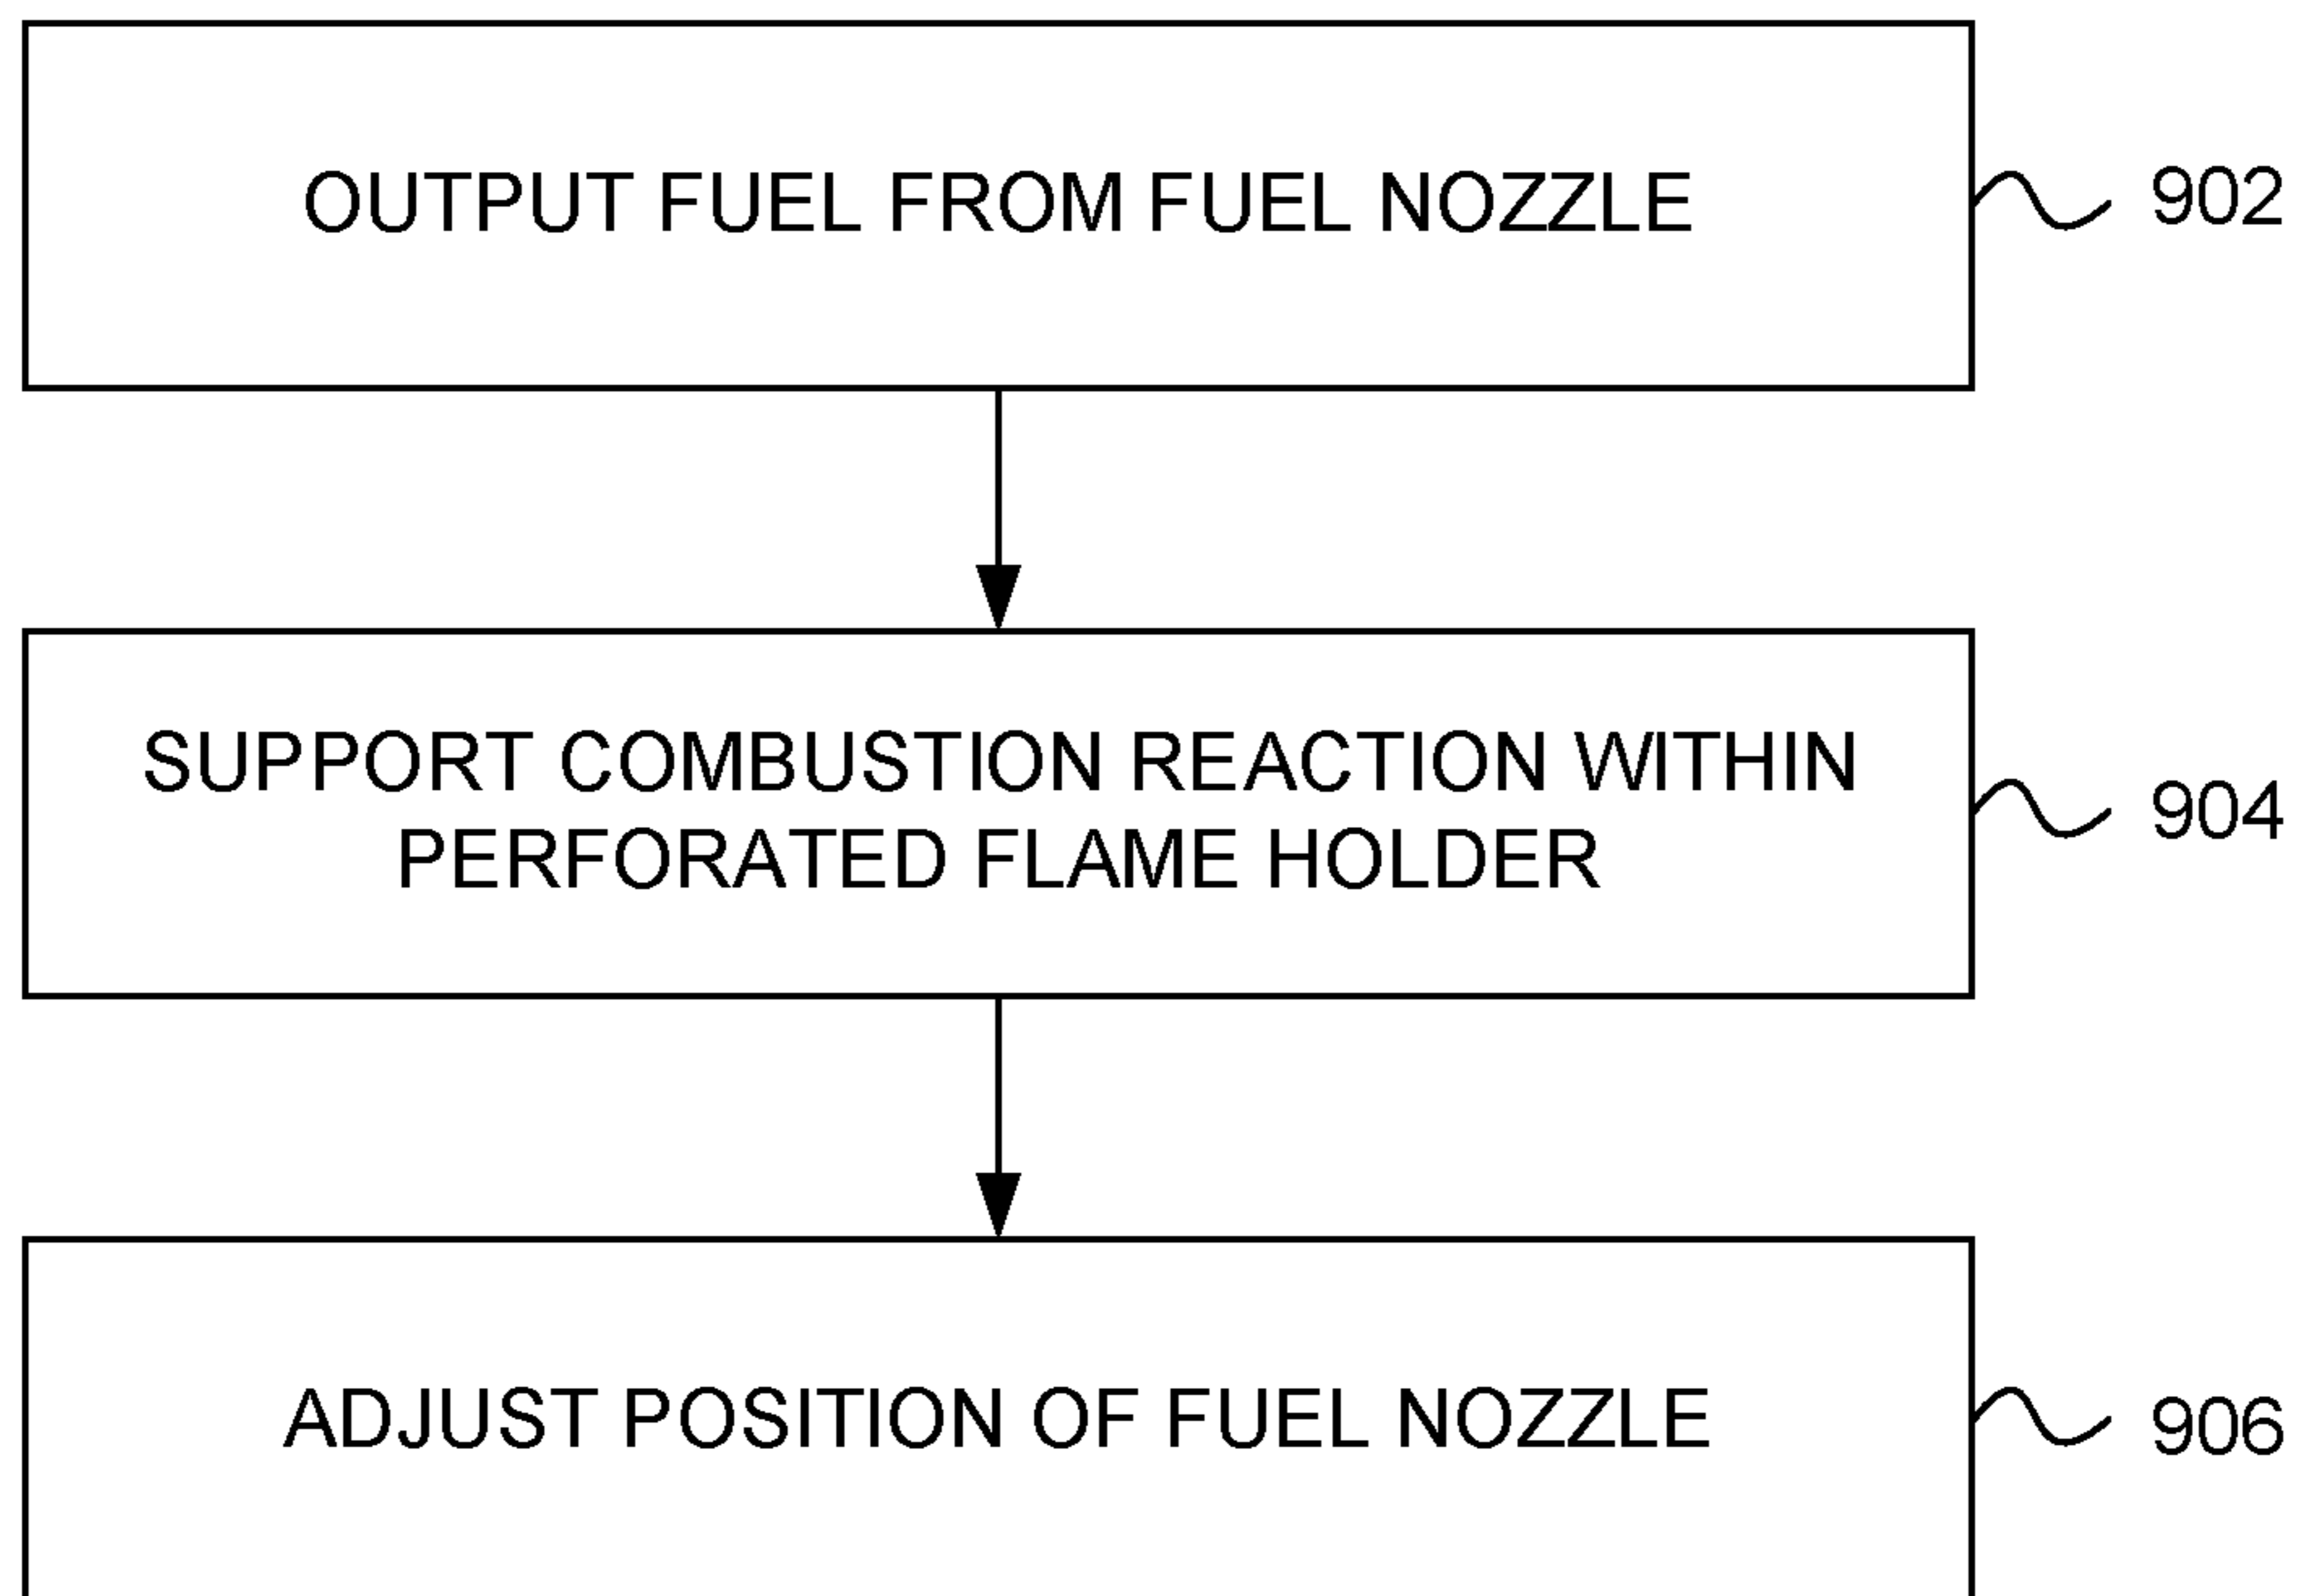 OUTPUT FUEL FROM FUEL NOZZLE
902
SUPPORT COMBUSTION REACTION WITHIN
PERFORATED FLAME HOLDER
904
ADJUST POSITION OF FUEL NOZZLE
906